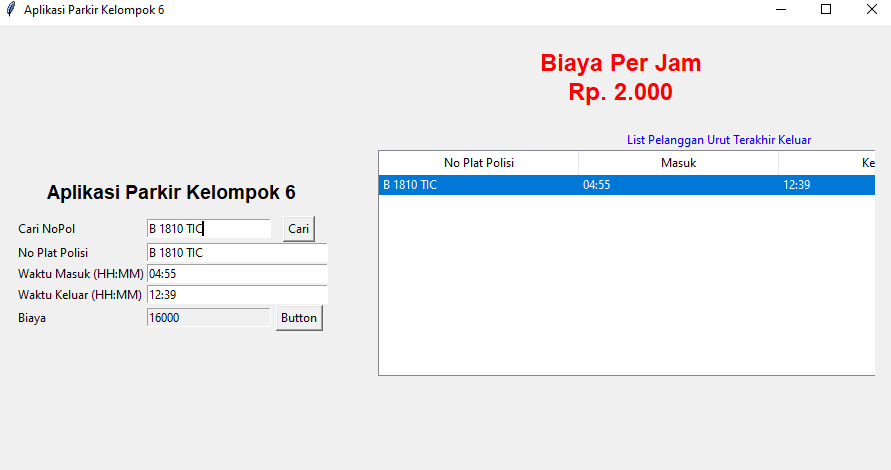 Aplikasi Parkir Kelompok 6
Biaya Per Jam
Rp. 2.000
List Pelanggan Urut Terakhir Keluar
No Plat Polisi Masuk Ke
B 1810 TIC 04:55 12:39
Aplikasi Parkir Kelompok 6
Cari NoPol B 1810 TIC Cari
No Plat Polisi B 1810 TIC
Waktu Masuk (HH:MM) 04:55
Waktu Keluar (HH:MM) 12:39
Biaya 16000 Button